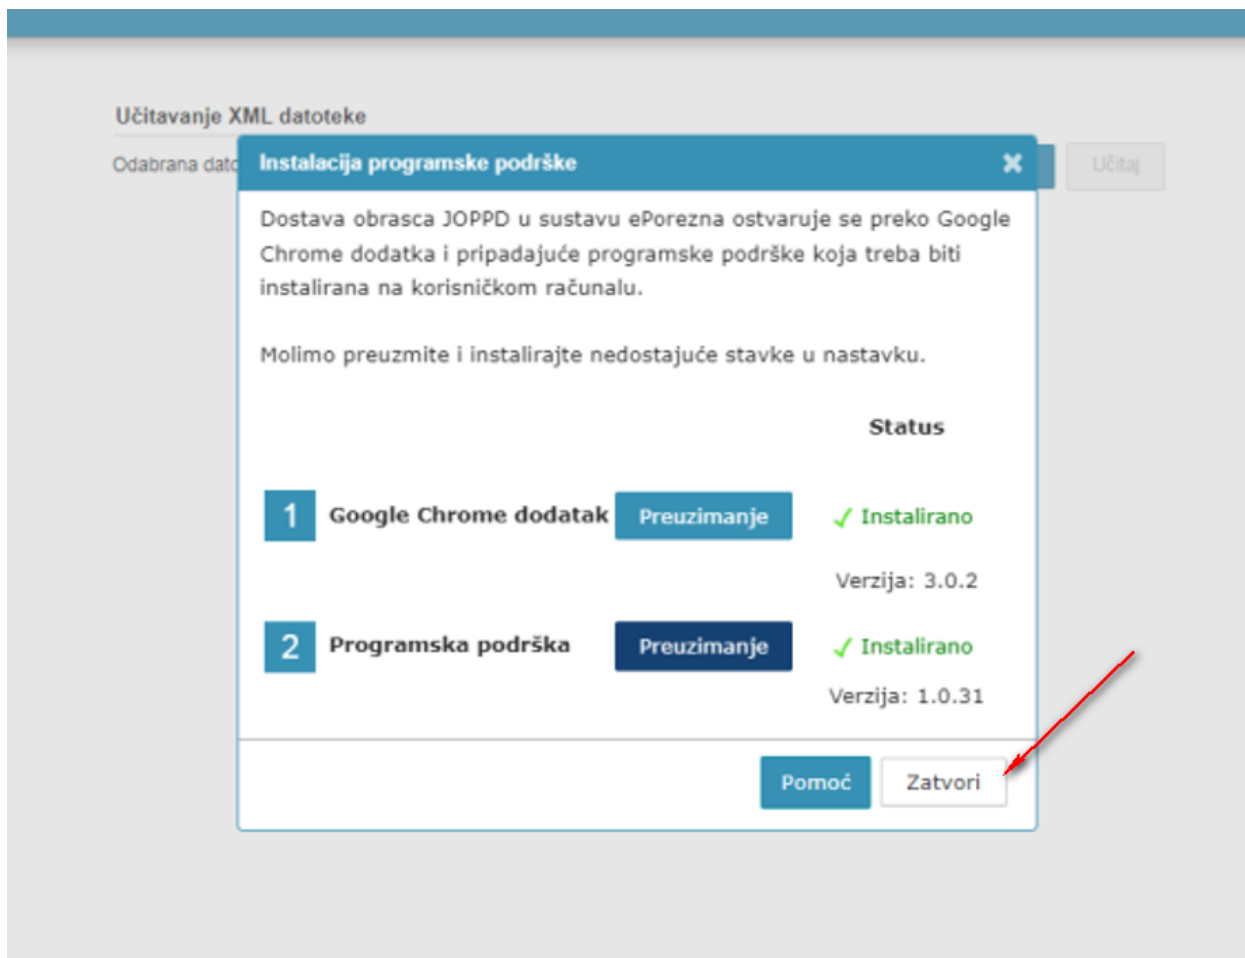 Učitavanje XML datoteke
Odabrana dato
Učitaj
Instalacija programske podrške
Dostava obrasca JOPPD u sustavu ePorezna ostvaruje se preko Google
Chrome dodatka i pripadajuće programske podrške koja treba biti
instalirana na korisničkom računalu.
Molimo preuzmite i instalirajte nedostajuće stavke u nastavku.
Status
1 Google Chrome dodatak Preuzimanje Instalirano
Verzija: 3.0.2
2 Programska podrška Preuzimanje Instalirano
Verzija: 1.0.31
Pomoć Zatvori